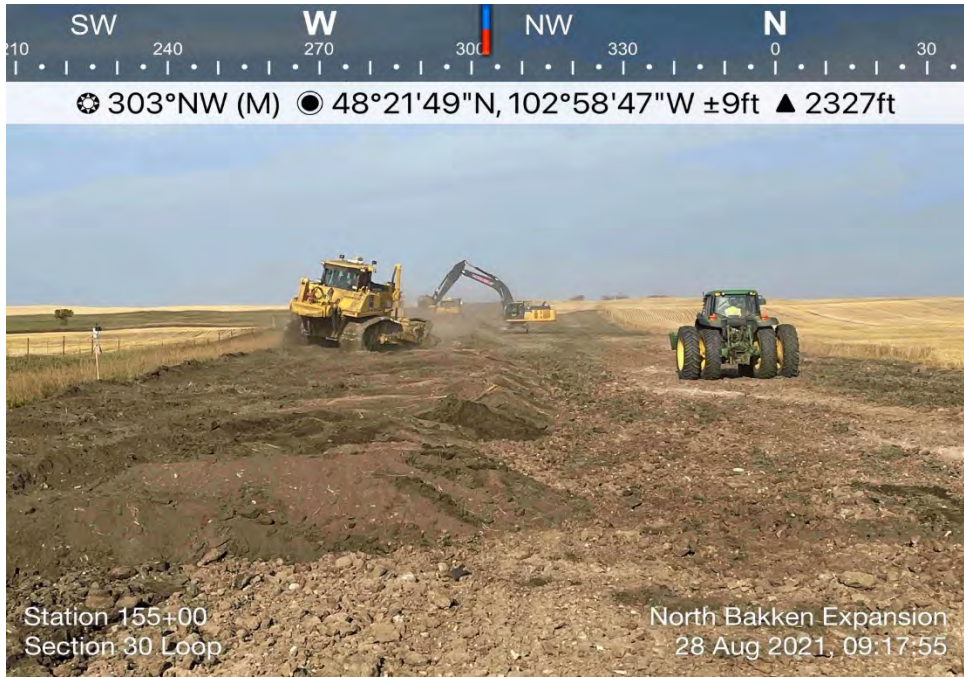 SW W NW N
210 240 270 300 330 0 30
303°NW (M) 48°21'49"N, 102°58'47"W ±9ft ▲ 2327ft
Station 155+00
Section 30 Loop
North Bakken Expansion
28 Aug 2021, 09:17:55